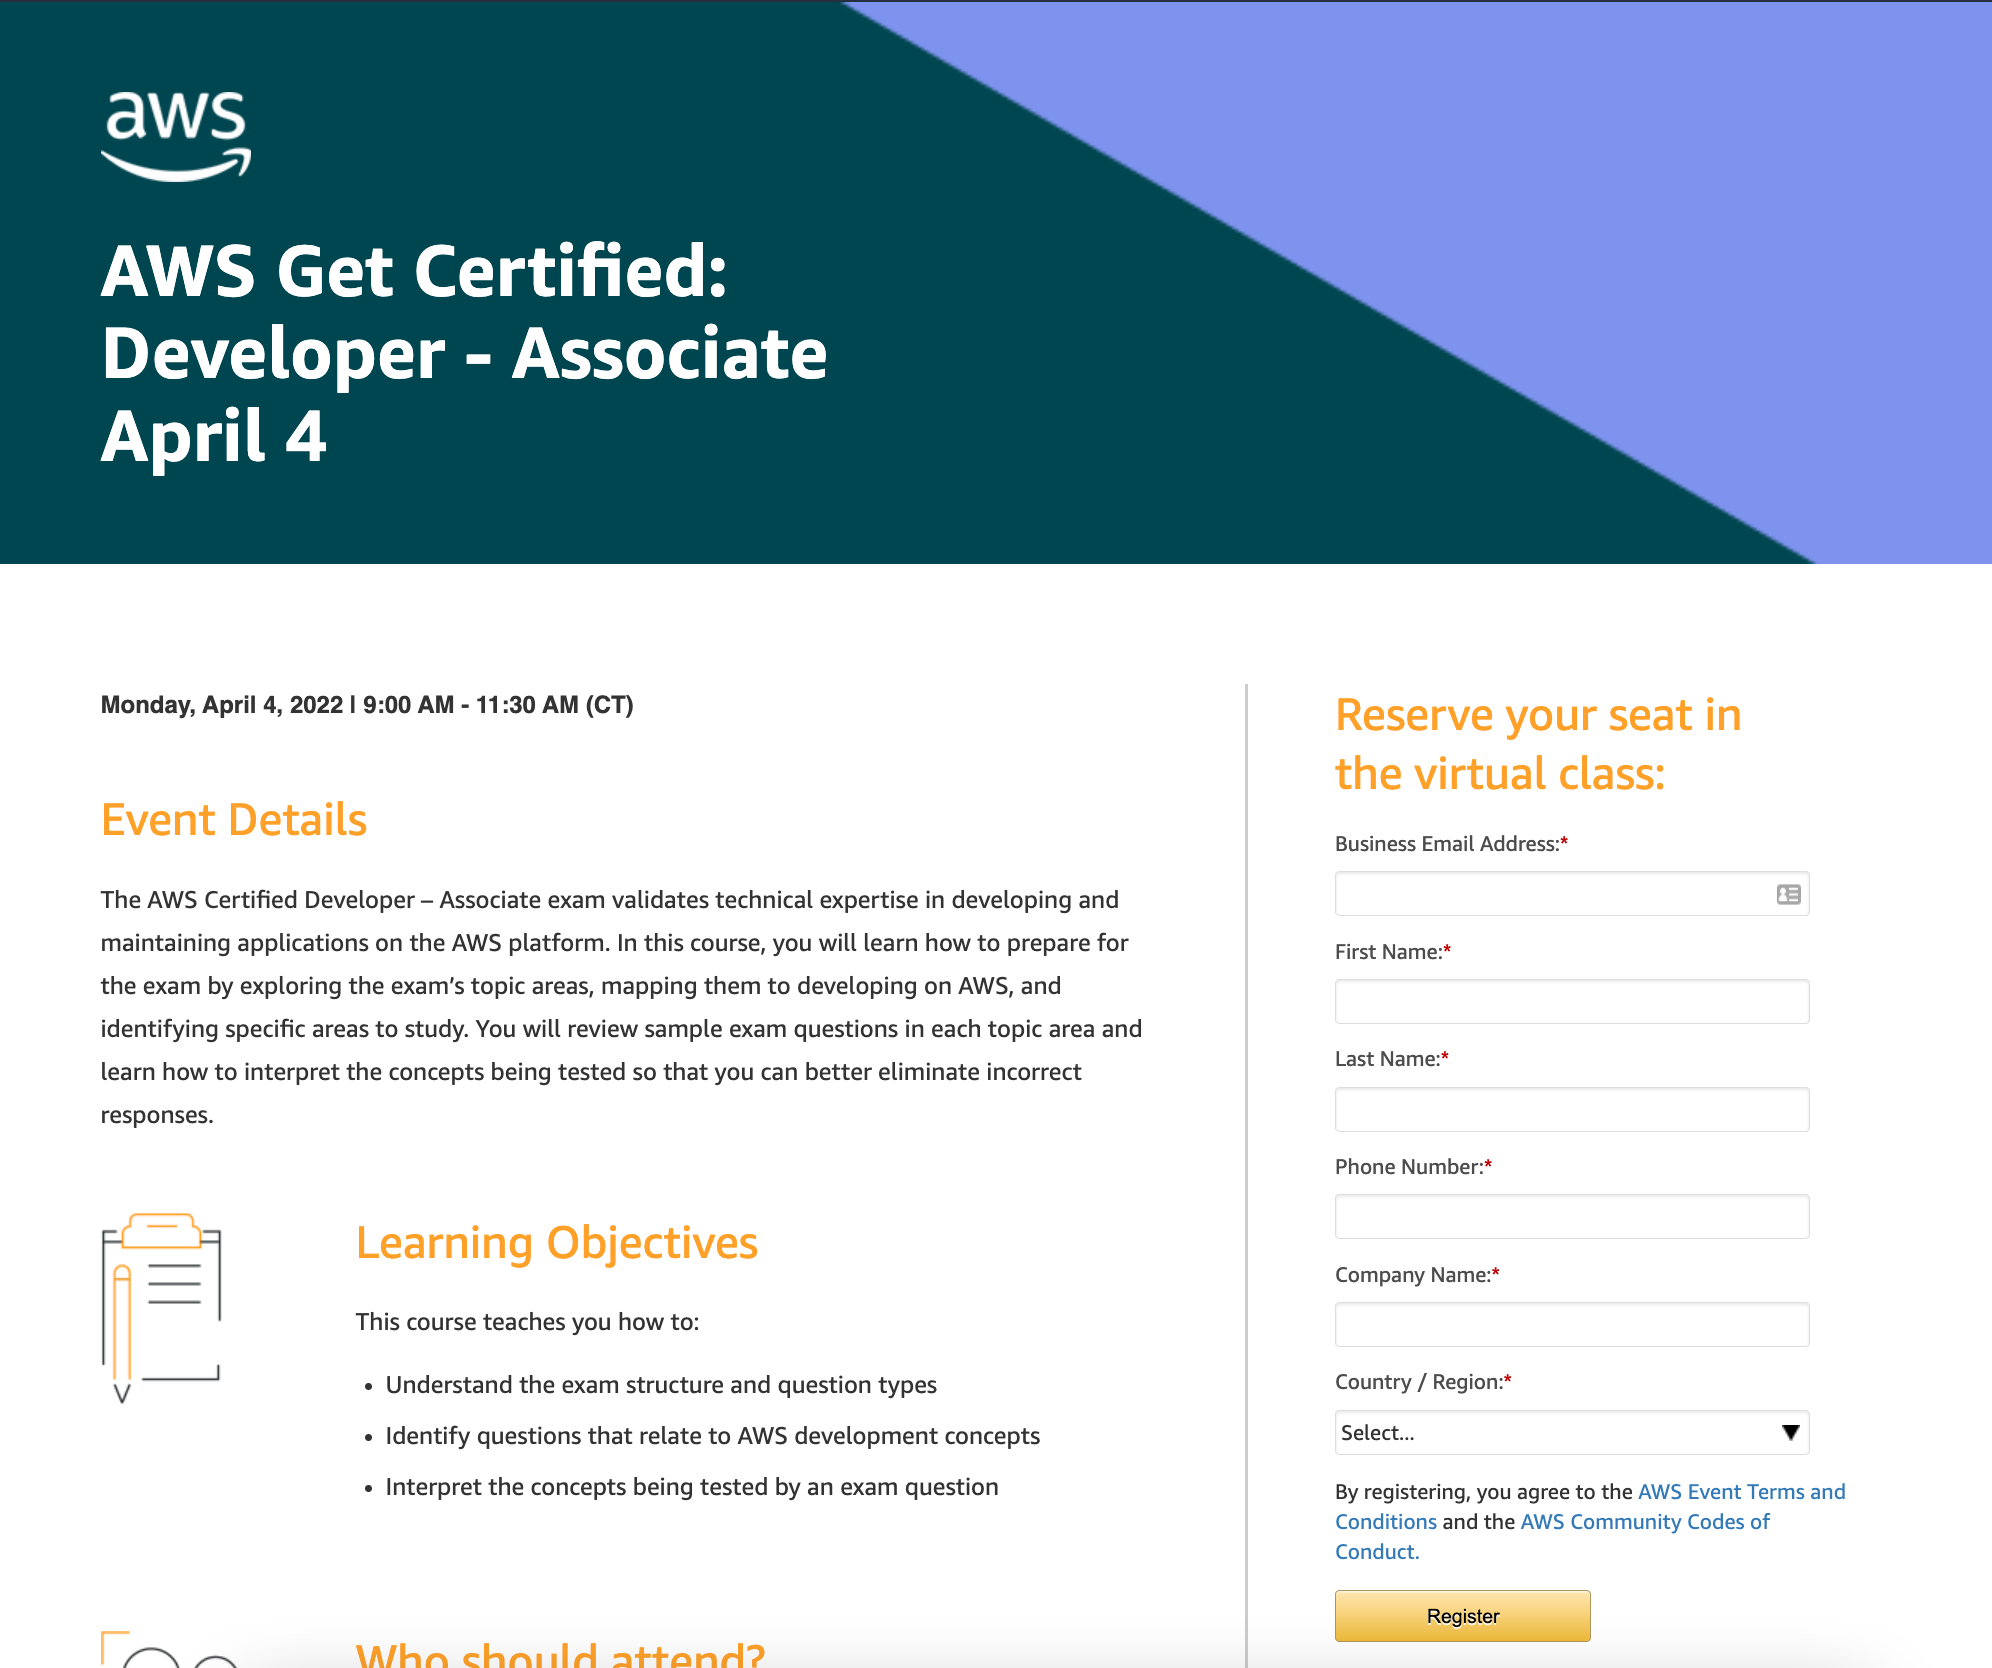 aws
AWS Get Certified:
Developer - Associate
April 4
Monday, April 4, 2022 | 9:00 AM - 11:30 AM (CT)
Event Details
The AWS Certified Developer – Associate exam validates technical expertise in developing and
maintaining applications on the AWS platform. In this course, you will learn how to prepare for
the exam by exploring the exam’s topic areas, mapping them to developing on AWS, and
identifying specific areas to study. You will review sample exam questions in each topic area and
learn how to interpret the concepts being tested so that you can better eliminate incorrect
responses.
Learning Objectives
This course teaches you how to:
• Understand the exam structure and question types
• Identify questions that relate to AWS development concepts
• Interpret the concepts being tested by an exam question
Who should attend?
Reserve your seat in
the virtual class:
Business Email Address:*
First Name:*
Last Name:*
Phone Number:*
Company Name:*
Country / Region:*
Select...
By registering, you agree to the AWS Event Terms and
Conditions and the AWS Community Codes of
Conduct.
Register